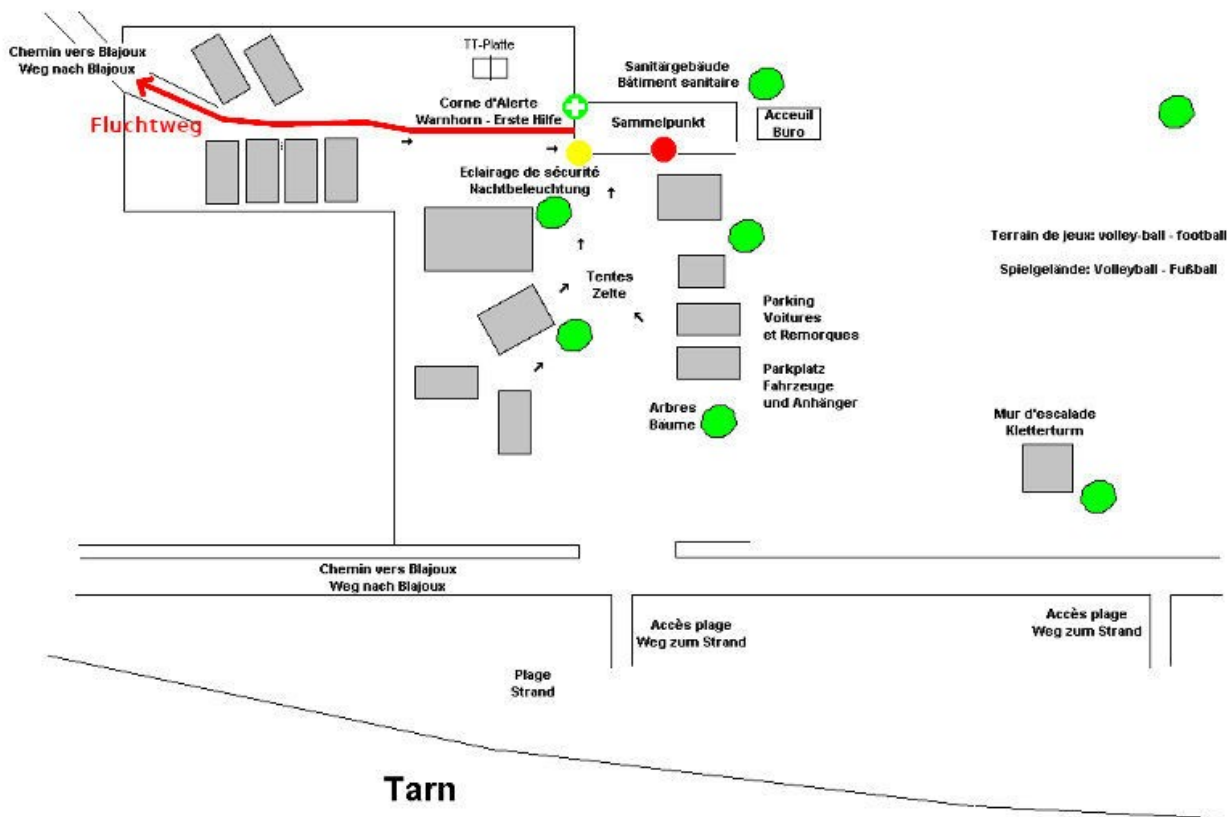 Chemin vers Blajoux
Weg nach Blajoux
TT-Platte
Sanitärgebäude
Bâtiment sanitaire
Corne d'Alerte
Warnhorn - Erste Hilfe
Sammelpunkt
Acceuil
Buro
Fluchtweg
Eclairage de sécurité
Nachtbeleuchtung
Terrain de jeux: volley-ball - football
Spielgelände: Volleyball - Fußball
Tentes
Zelte
Parking
Voitures
et Remorques
Parkplatz
Fahrzeuge
und Anhänger
Arbres
Bäume
Mur d'escalade
Kletterturm
Chemin vers Blajoux
Weg nach Blajoux
Accès plage
Weg zum Strand
Accès plage
Weg zum Strand
Plage
Strand
Tarn